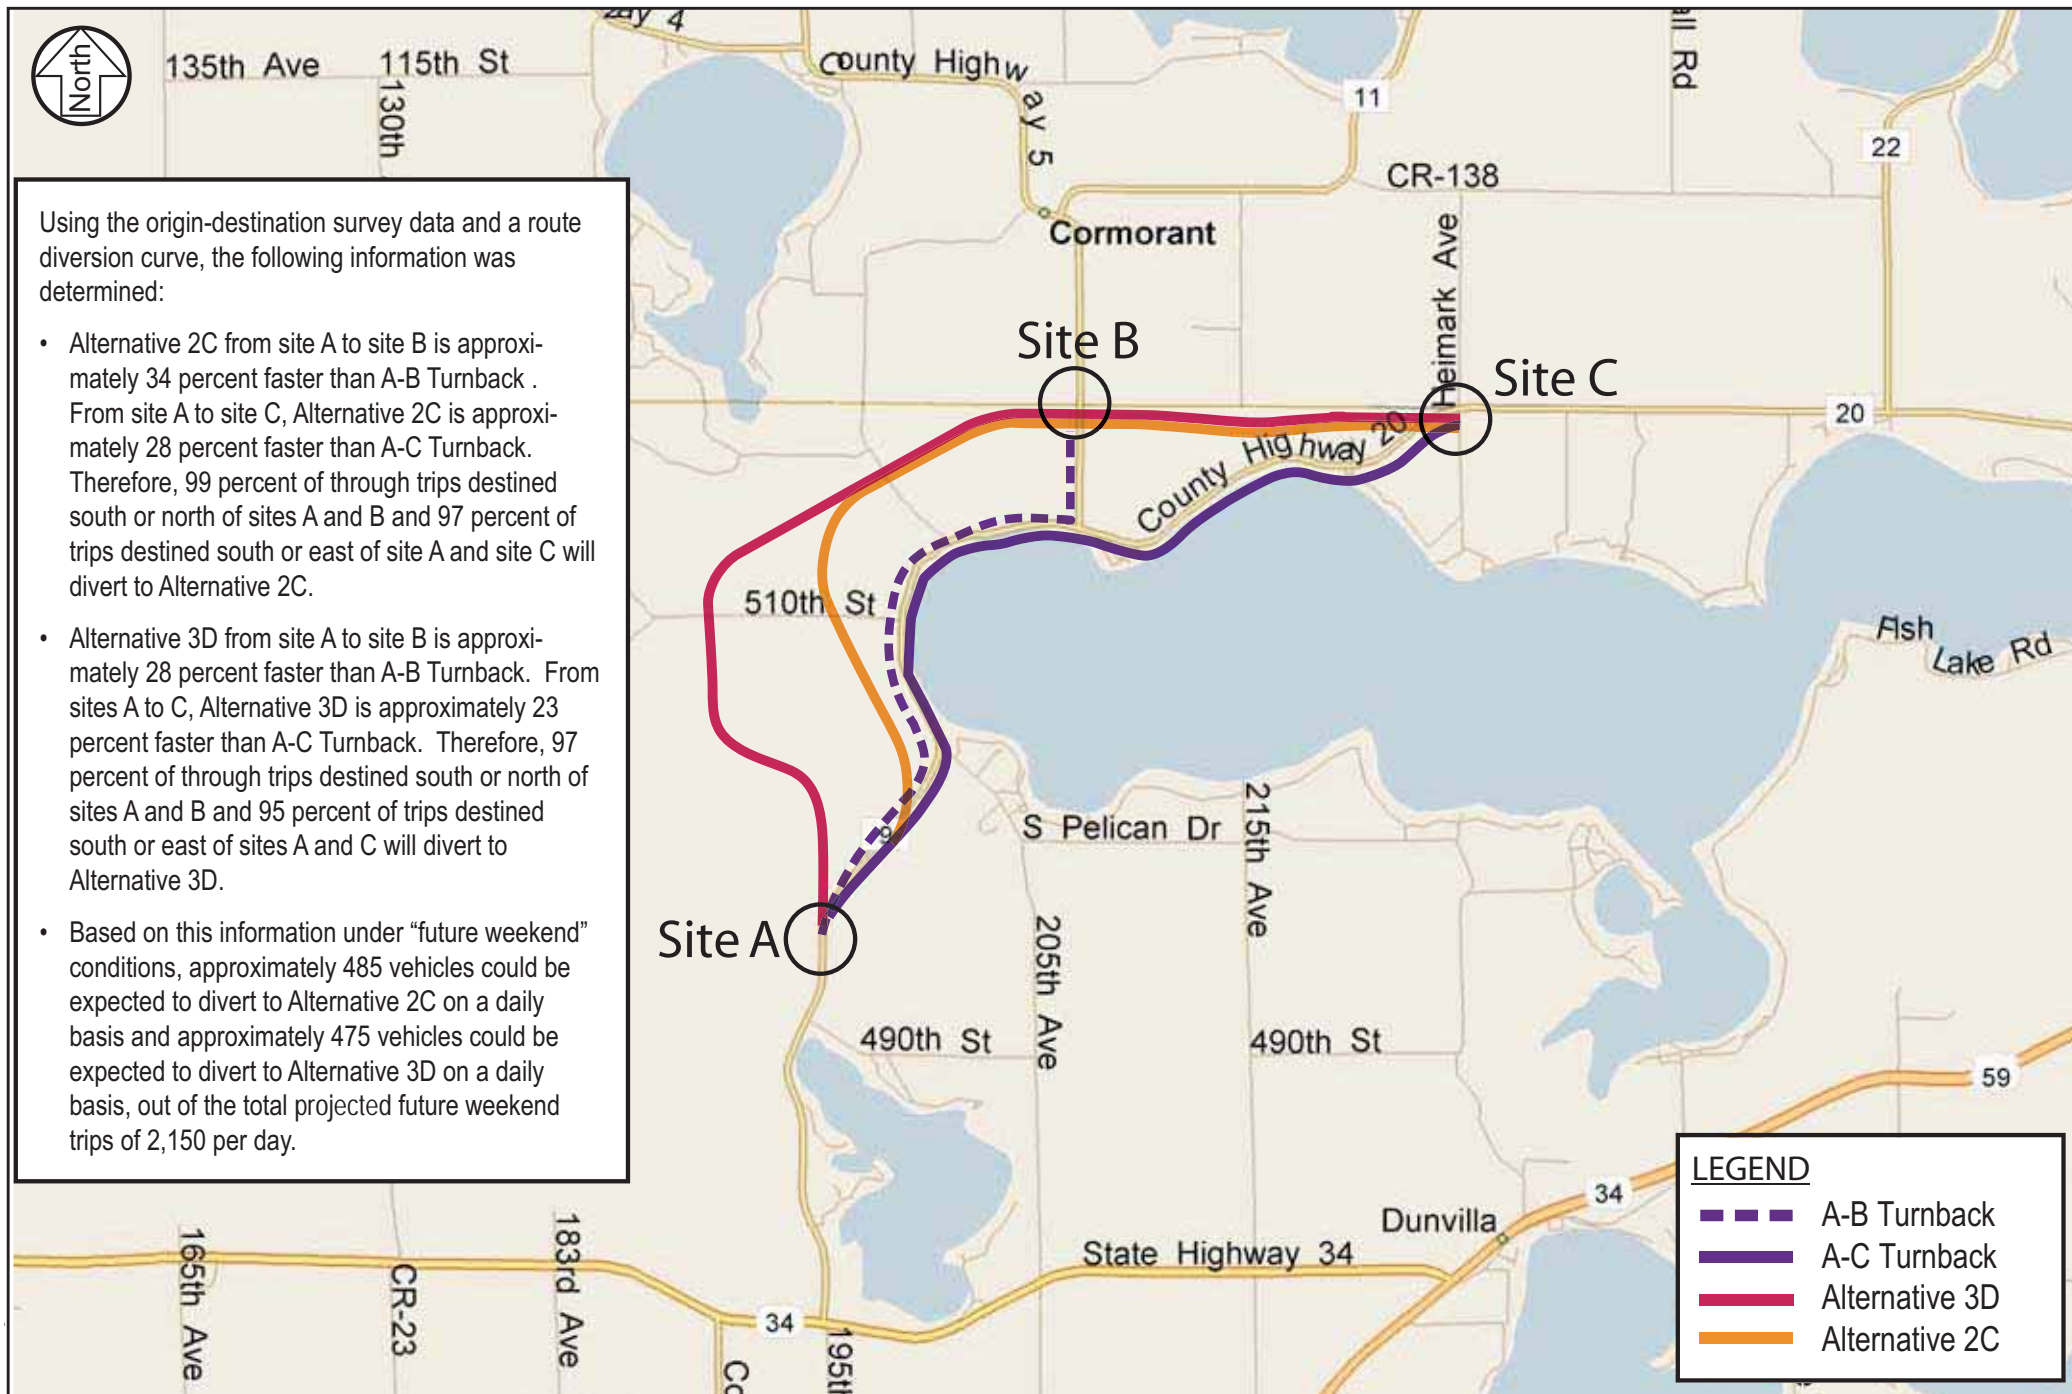 North
135th Ave
115th St
130th
ay 4
County Highway 5
11
all Rd
22
CR-138
Cormorant
Heimark Ave
Using the origin-destination survey data and a route
diversion curve, the following information was
determined:
• Alternative 2C from site A to site B is approxi-
mately 34 percent faster than A-B Turnback .
From site A to site C, Alternative 2C is approxi-
mately 28 percent faster than A-C Turnback.
Therefore, 99 percent of through trips destined
south or north of sites A and B and 97 percent of
trips destined south or east of site A and site C will
divert to Alternative 2C.
• Alternative 3D from site A to site B is approxi-
mately 28 percent faster than A-B Turnback.  From
sites A to C, Alternative 3D is approximately 23
percent faster than A-C Turnback.  Therefore, 97
percent of through trips destined south or north of
sites A and B and 95 percent of trips destined
south or east of sites A and C will divert to
Alternative 3D.
• Based on this information under “future weekend”
conditions, approximately 485 vehicles could be
expected to divert to Alternative 2C on a daily
basis and approximately 475 vehicles could be
expected to divert to Alternative 3D on a daily
basis, out of the total projected future weekend
trips of 2,150 per day.
Site B
Site C
20
County Highway 20
510th St
Fish Lake Rd
9
S Pelican Dr
215th Ave
Site A
205th Ave
490th St
490th St
59
34
Dunvilla
State Highway 34
165th Ave
CR-23
183rd Ave
34
195th
Co
LEGEND
A-B Turnback
A-C Turnback
Alternative 3D
Alternative 2C